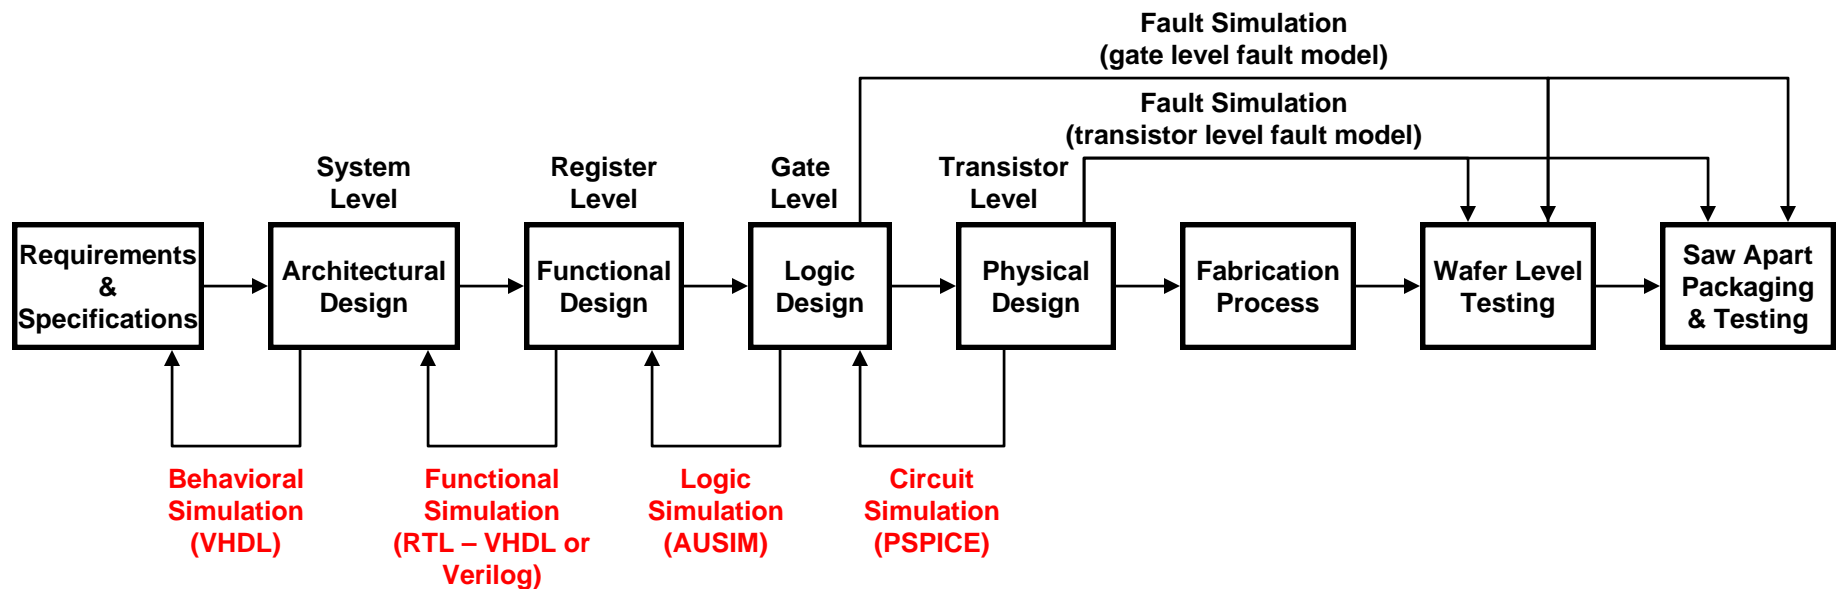 Fault Simulation
(gate level fault model)
Fault Simulation
(transistor level fault model)
System
Level
Register
Level
Gate
Level
Transistor
Level
Requirements
&
Specifications
Architectural
Design
Functional
Design
Logic
Design
Physical
Design
Fabrication
Process
Wafer Level
Testing
Saw Apart
Packaging
& Testing
Behavioral
Simulation
(VHDL)
Functional
Simulation
(RTL – VHDL or
Verilog)
Logic
Simulation
(AUSIM)
Circuit
Simulation
(PSPICE)